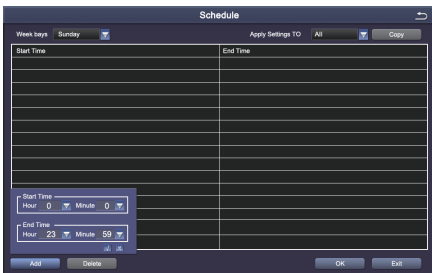 Schedule
Week bays Sunday Apply Settings TO All Copy
Start Time End Time
Start Time
Hour 0 Minute 0
End Time
Hour 23 Minute 59
Add Delete OK Exit